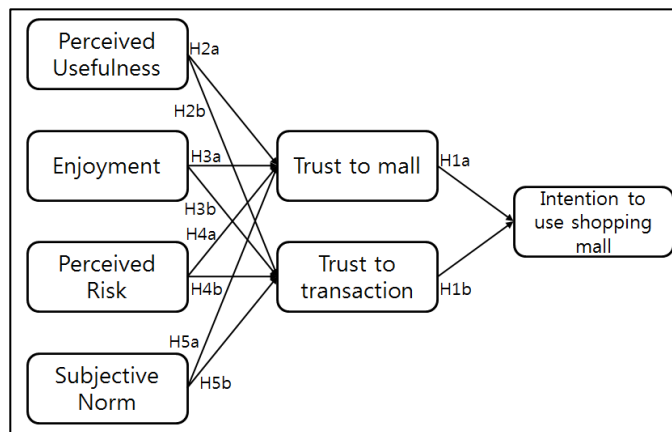 Perceived
Usefulness
H2a
H2b
Enjoyment
H3a
H3b
Trust to mall
H1a
Intention to
use shopping
mall
H4a
Perceived
Risk
H4b
Trust to
transaction
H1b
H5a
Subjective
Norm
H5b